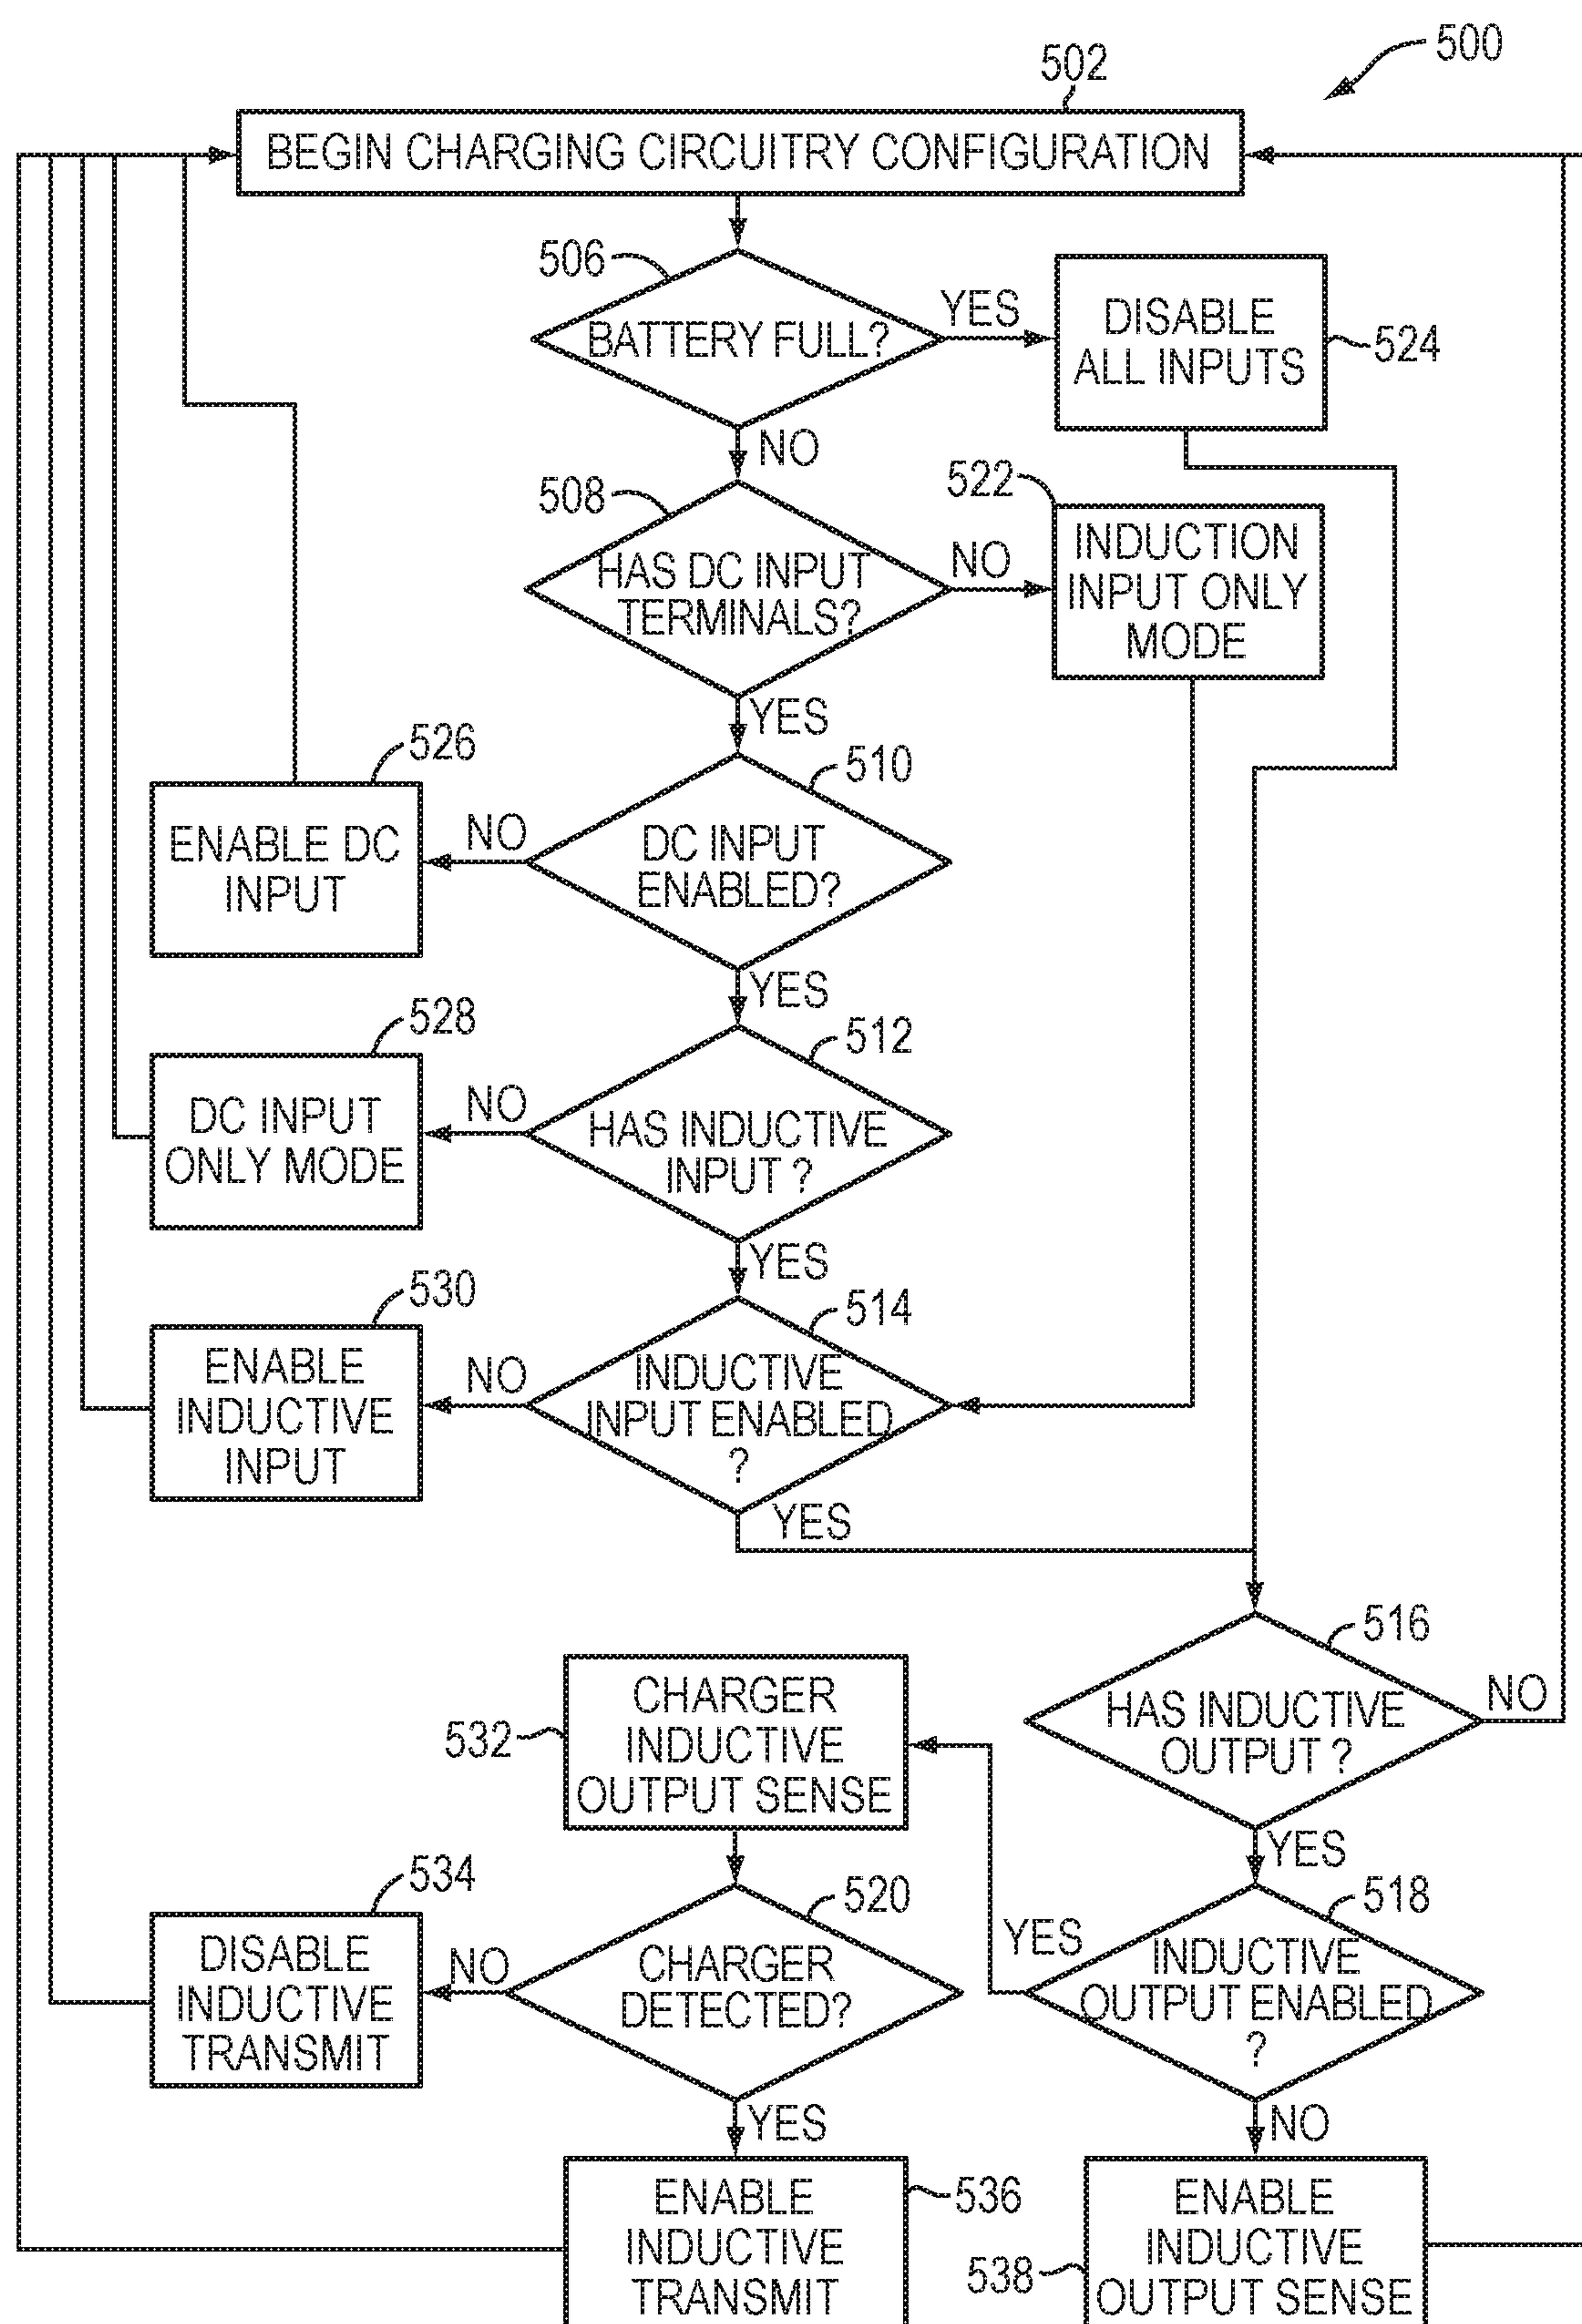 500
502
BEGIN CHARGING CIRCUITRY CONFIGURATION
506
BATTERY FULL?
YES
DISABLE
ALL INPUTS
524
NO
508
HAS DC INPUT
TERMINALS?
NO
522
INDUCTION
INPUT ONLY
MODE
YES
526
ENABLE DC
INPUT
NO
510
DC INPUT
ENABLED?
YES
528
DC INPUT
ONLY MODE
NO
512
HAS INDUCTIVE
INPUT ?
YES
530
ENABLE
INDUCTIVE
INPUT
NO
514
INDUCTIVE
INPUT ENABLED
?
YES
516
HAS INDUCTIVE
OUTPUT ?
NO
532
CHARGER
INDUCTIVE
OUTPUT SENSE
YES
518
INDUCTIVE
OUTPUT ENABLED
?
YES
534
DISABLE
INDUCTIVE
TRANSMIT
NO
520
CHARGER
DETECTED?
YES
NO
ENABLE
INDUCTIVE
TRANSMIT
536
538
ENABLE
INDUCTIVE
OUTPUT SENSE